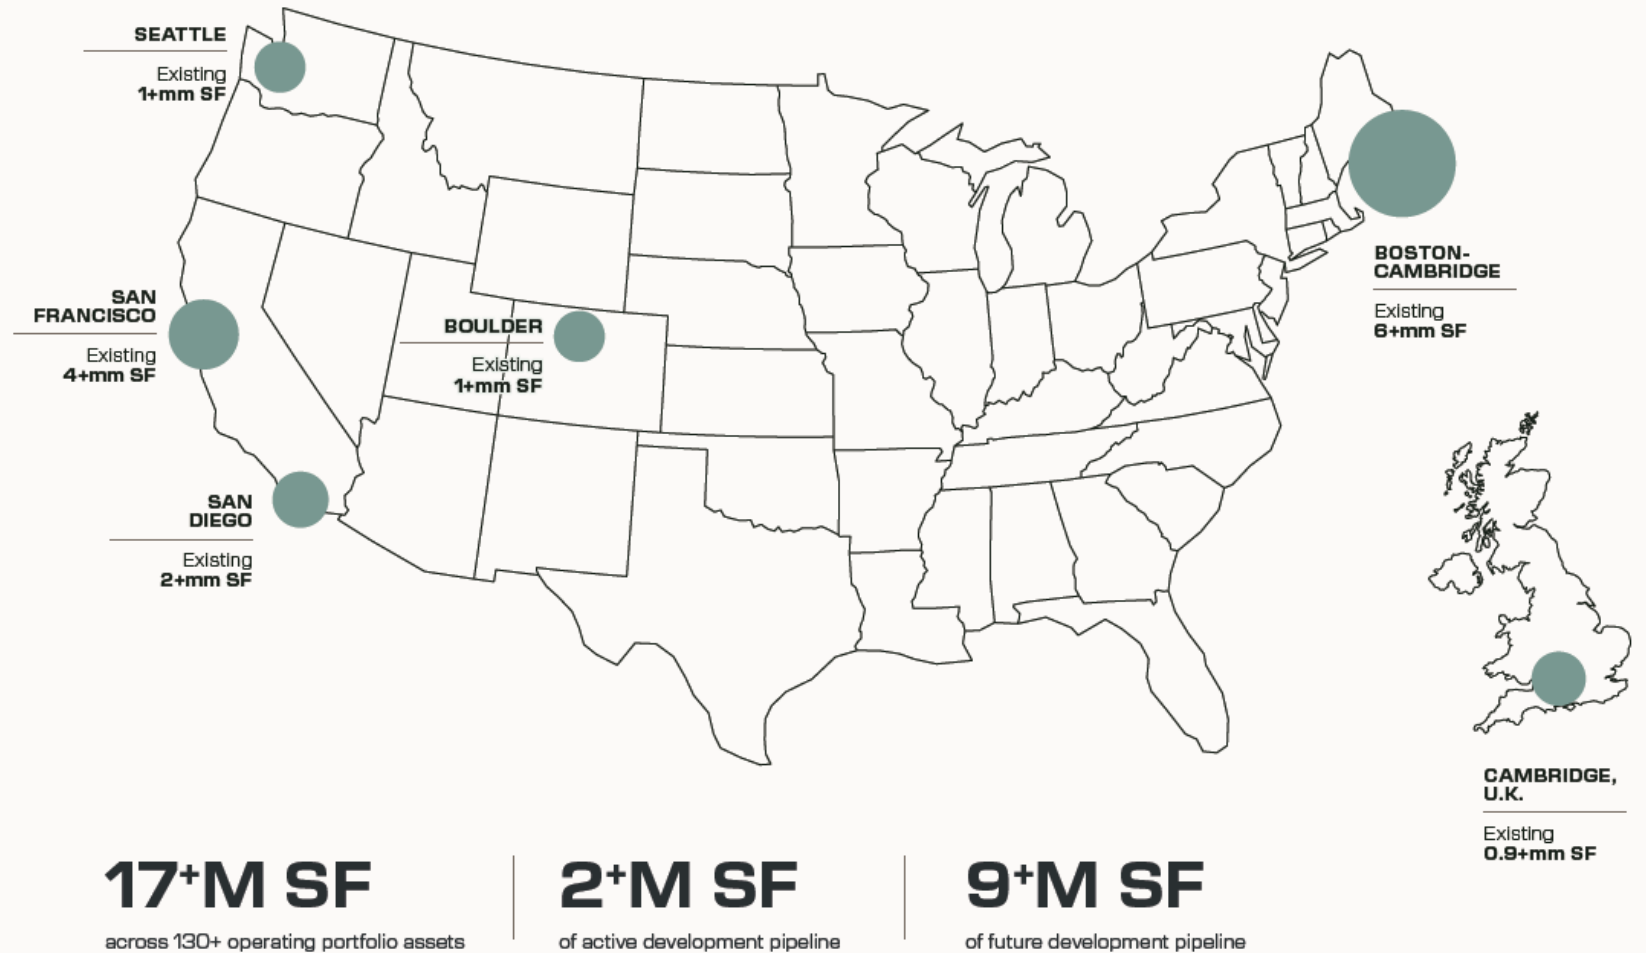 SEATTLE
Existing
1+mm SF
SAN
FRANCISCO
Existing
4+mm SF
BOULDER
Existing
1+mm SF
SAN
DIEGO
Existing
2+mm SF
BOSTON-
CAMBRIDGE
Existing
6+mm SF
CAMBRIDGE,
U.K.
Existing
0.9+mm SF
17+M SF
across 130+ operating portfolio assets
2+M SF
of active development pipeline
9+M SF
of future development pipeline